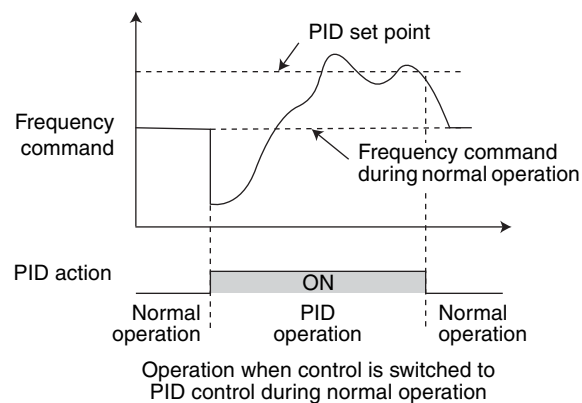 PID set point
Frequency
command
Frequency command
during normal operation
PID action
ON
Normal
operation
PID
operation
Normal
operation
Operation when control is switched to
PID control during normal operation